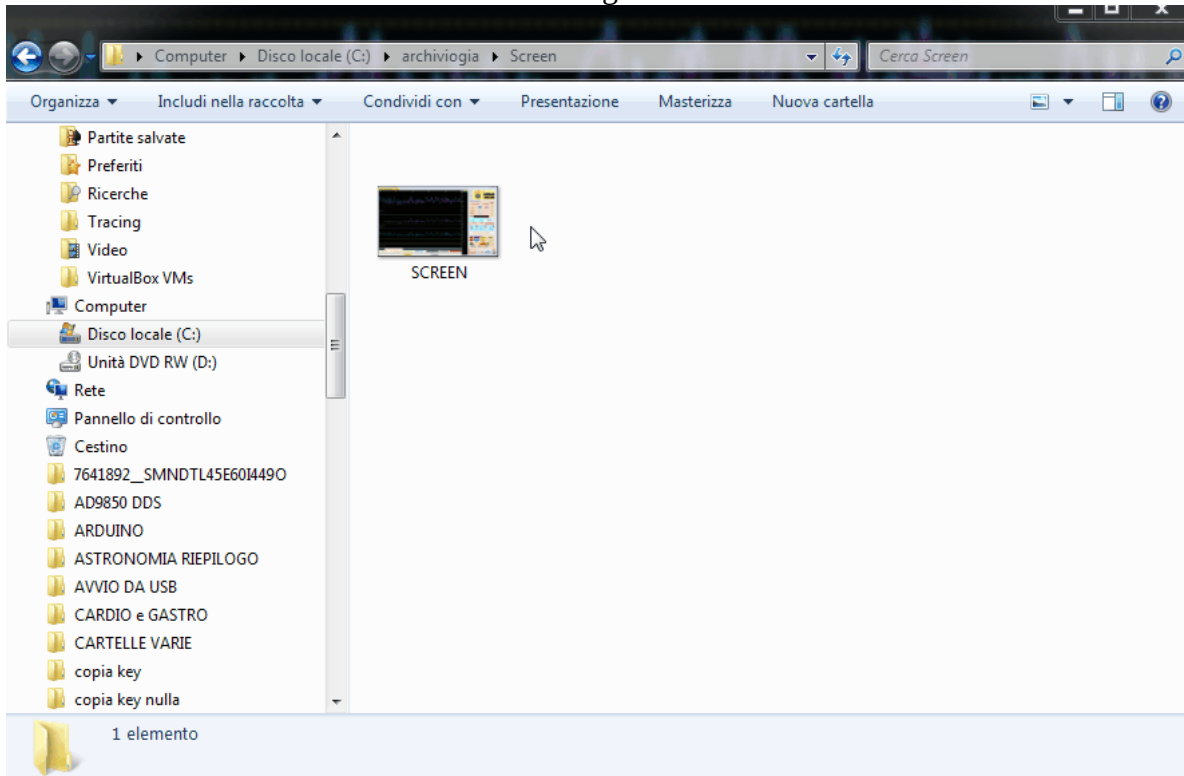 Computer ▸ Disco locale (C:) ▸ archiviogia ▸ Screen
Cerca Screen
Organizza Includi nella raccolta Condividi con Presentazione Masterizza Nuova cartella
Partite salvate
Preferiti
Ricerche
Tracing
Video
VirtualBox VMs
Computer
Disco locale (C:)
Unità DVD RW (D:)
Rete
Pannello di controllo
Cestino
7641892__SMNDTL45E60I449O
AD9850 DDS
ARDUINO
ASTRONOMIA RIEPILOGO
AVVIO DA USB
CARDIO e GASTRO
CARTELLE VARIE
copia key
copia key nulla
SCREEN
1 elemento